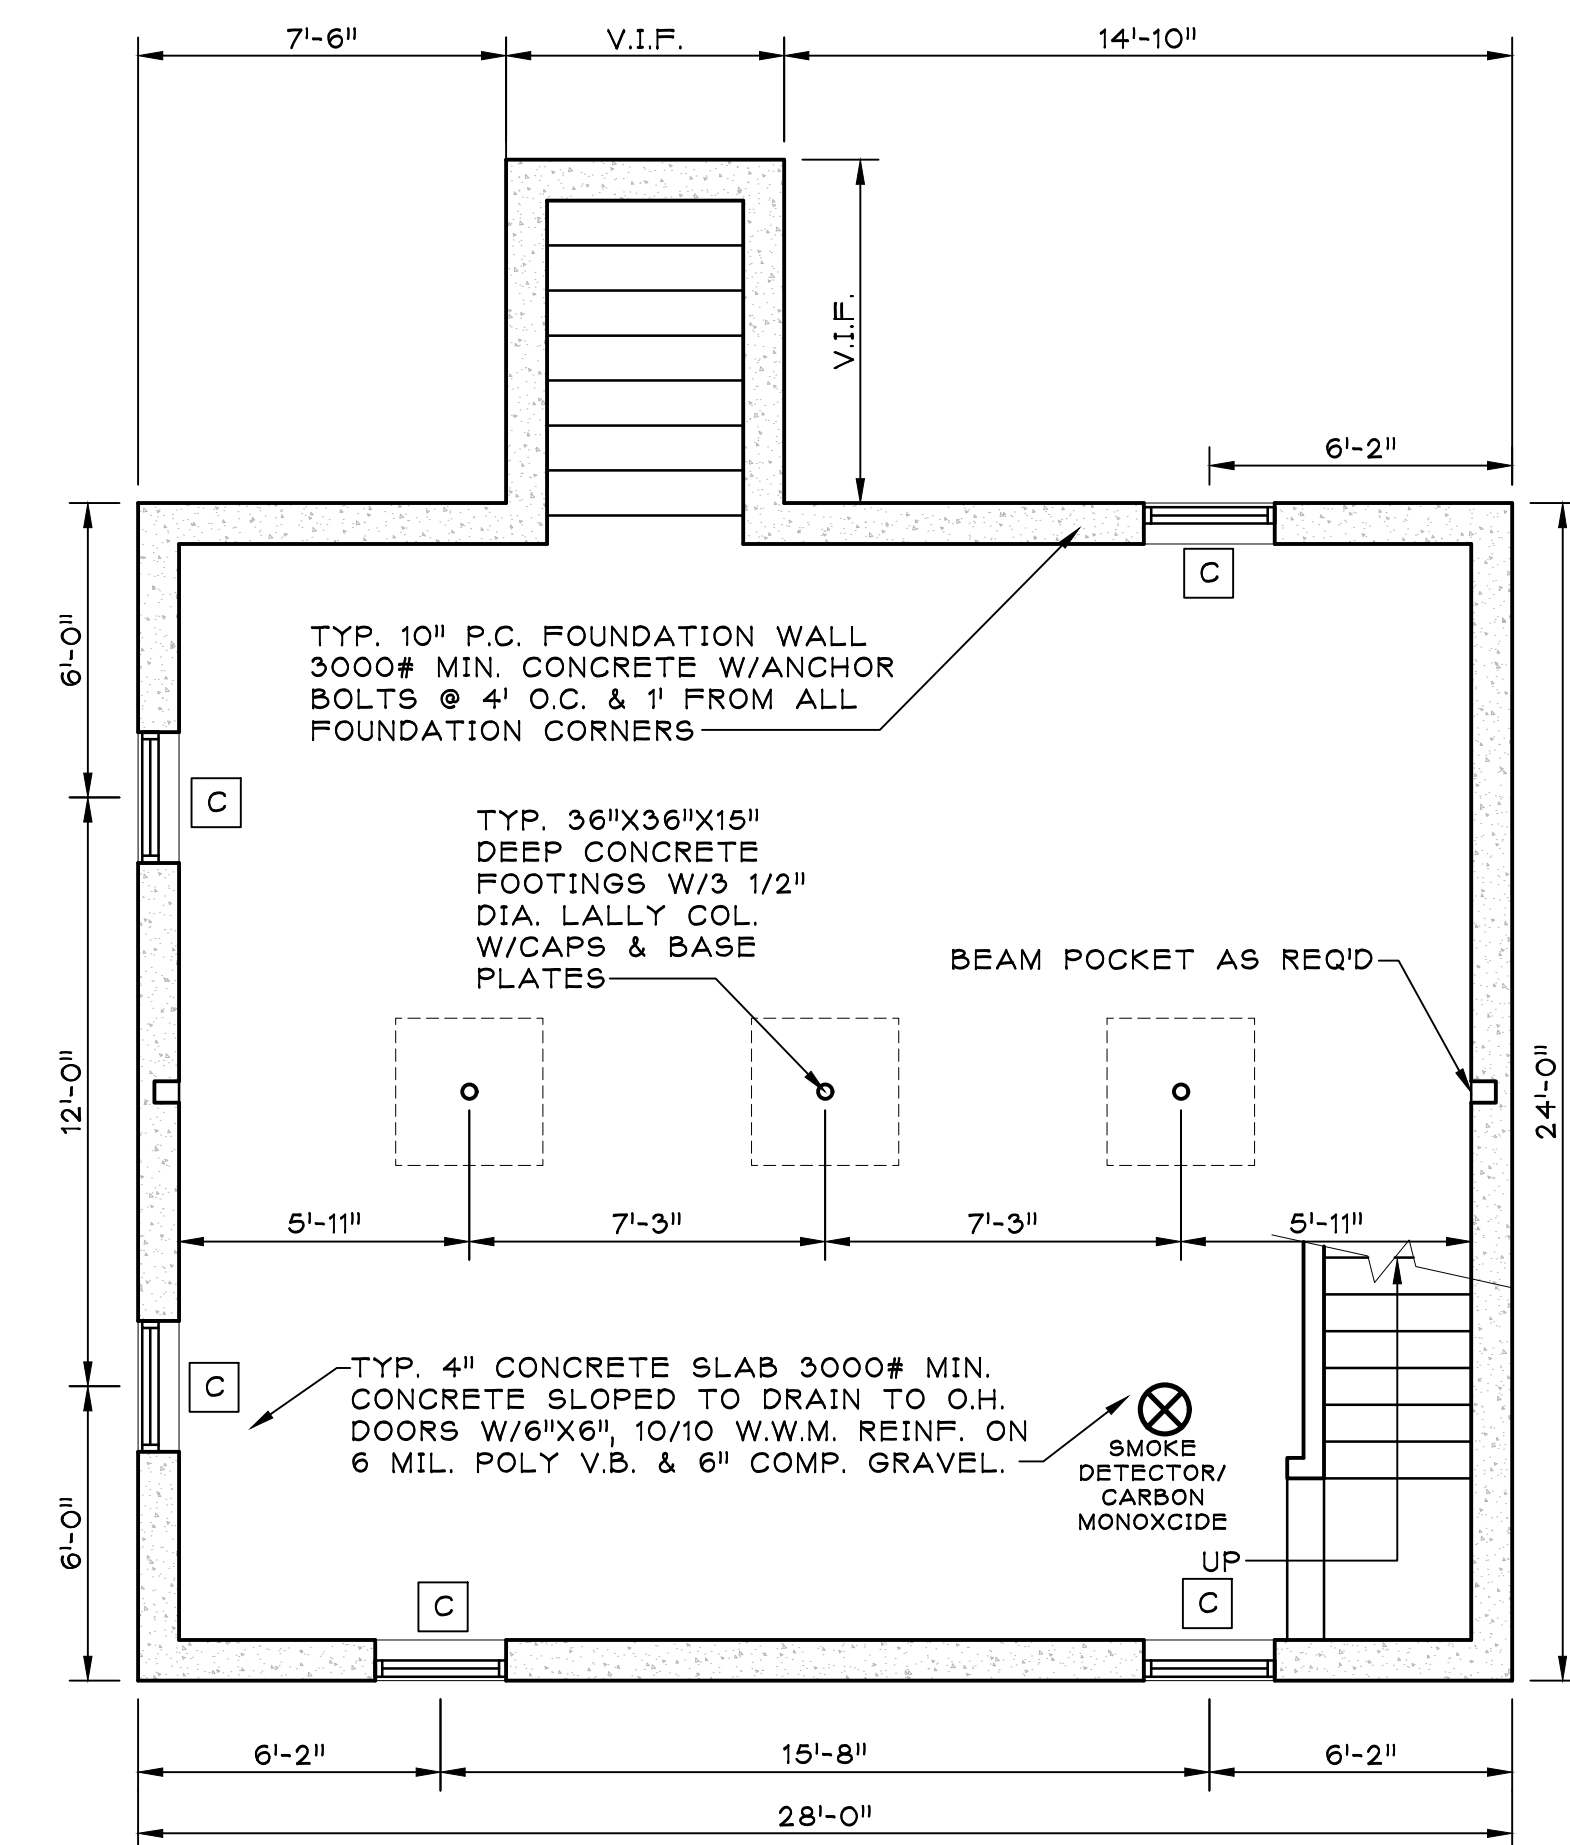 7'-6"
V.I.F.
14'-10"
V.I.F.
6'-2"
C
6'-0"
TYP. 10" P.C. FOUNDATION WALL
3000# MIN. CONCRETE W/ANCHOR
BOLTS @ 4' O.C. & 1' FROM ALL
FOUNDATION CORNERS
C
TYP. 36"X36"X15"
DEEP CONCRETE
FOOTINGS W/3 1/2"
DIA. LALLY COL.
W/CAPS & BASE
PLATES
BEAM POCKET AS REQ'D
12'-0"
24'-0"
5'-11"
7'-3"
7'-3"
5'-11"
C
TYP. 4" CONCRETE SLAB 3000# MIN.
CONCRETE SLOPED TO DRAIN TO O.H.
DOORS W/6"X6", 10/10 W.W.M. REINF. ON
6 MIL. POLY V.B. & 6" COMP. GRAVEL.
SMOKE
DETECTOR/
CARBON
MONOXCIDE
6'-0"
UP
C
C
6'-2"
15'-8"
6'-2"
28'-0"